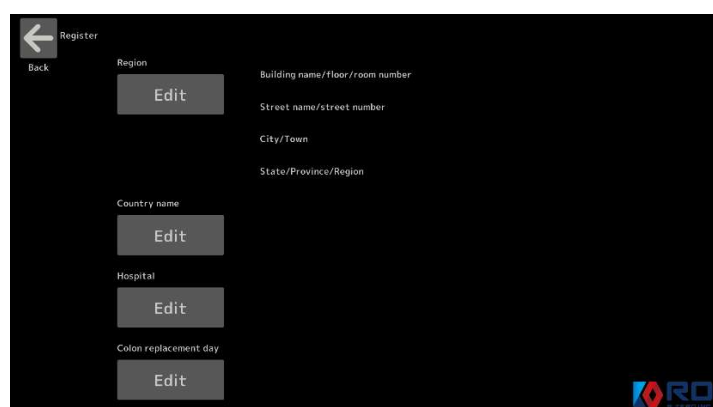 Register
Back
Region
Edit
Building name/floor/room number
Street name/street number
City/Town
State/Province/Region
Country name
Edit
Hospital
Edit
Colon replacement day
Edit
RO